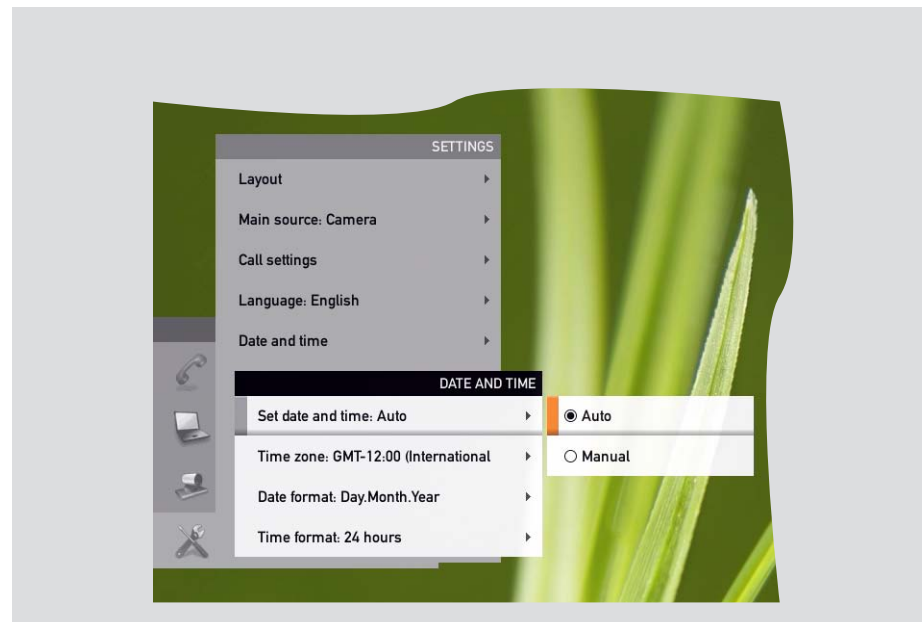 SETTINGS
Layout
Main source: Camera
Call settings
Language: English
Date and time
DATE AND TIME
Set date and time: Auto
Auto
Time zone: GMT-12:00 (International
Manual
Date format: Day.Month.Year
Time format: 24 hours